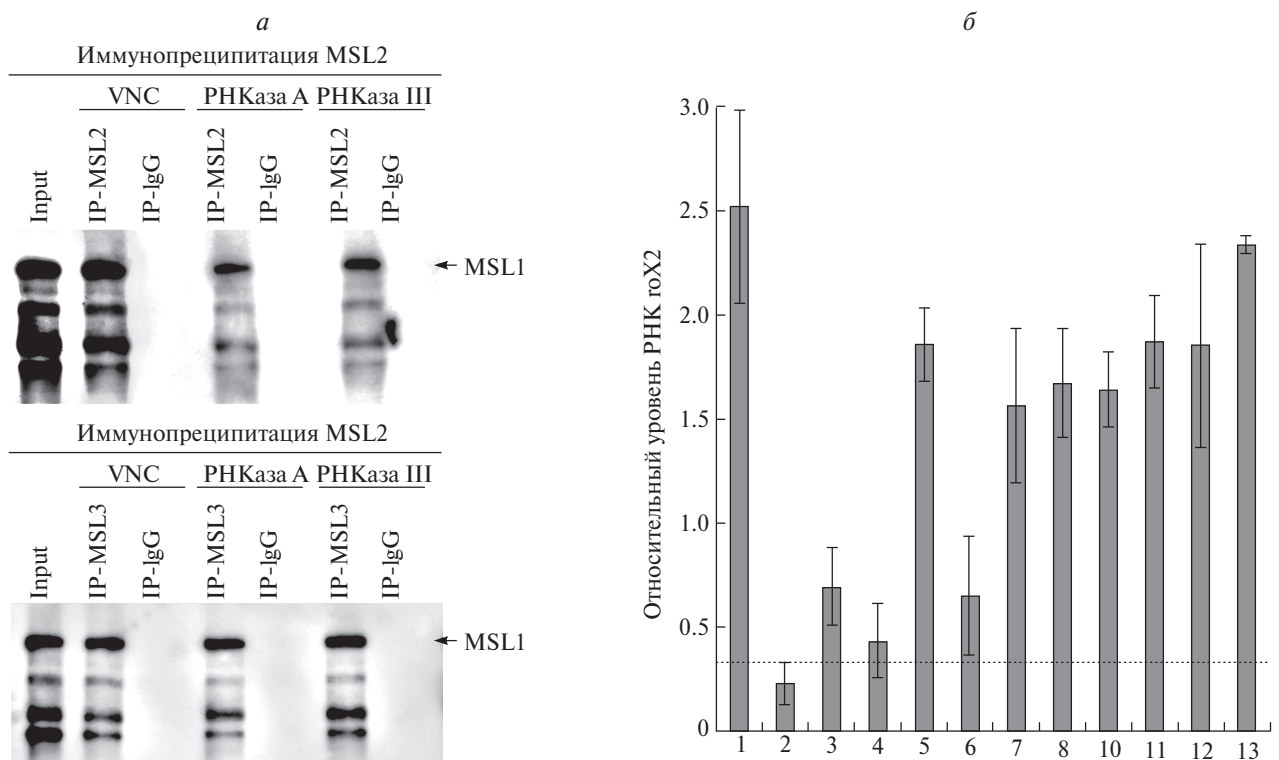 а
Иммунопреципитация MSL2
VNC РНКаза А РНКаза III
Input IP-MSL2 IP-IgG IP-MSL2 IP-IgG IP-MSL2 IP-IgG
MSL1
Иммунопреципитация MSL2
VNC РНКаза А РНКаза III
Input IP-MSL3 IP-IgG IP-MSL3 IP-IgG IP-MSL3 IP-IgG
MSL1
б
Относительный уровень РНК roX2
3.0
2.5
2.0
1.5
1.0
0.5
0
1 2 3 4 5 6 7 8 10 11 12 13